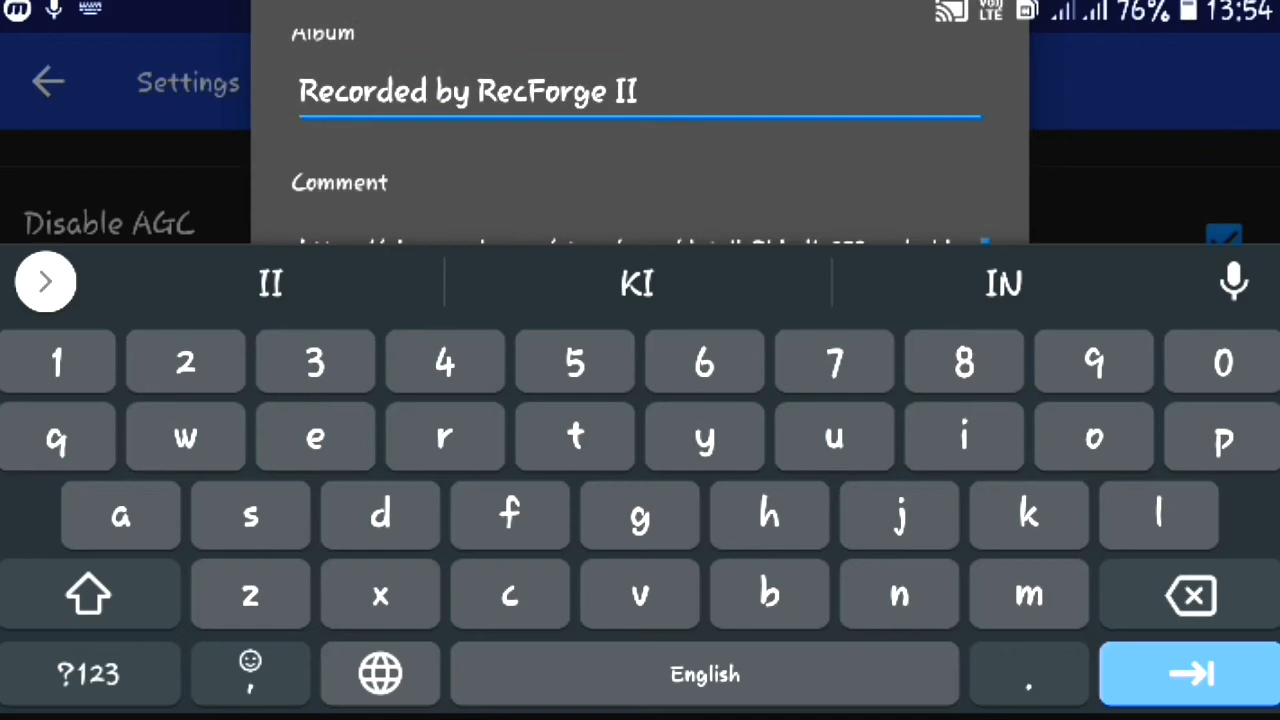 VoLTE 76% 13:54
Album
Settings
Recorded by RecForge II
Comment
Disable AGC
II KI IN
1 2 3 4 5 6 7 8 9 0
q w e r t y u i o p
a s d f g h j k l
z x c v b n m
?123 , English .